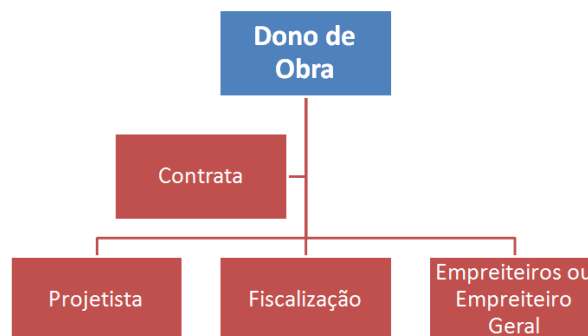 Dono de
Obra
Contrata
Projetista
Fiscalização
Empreiteiros ou
Empreiteiro
Geral